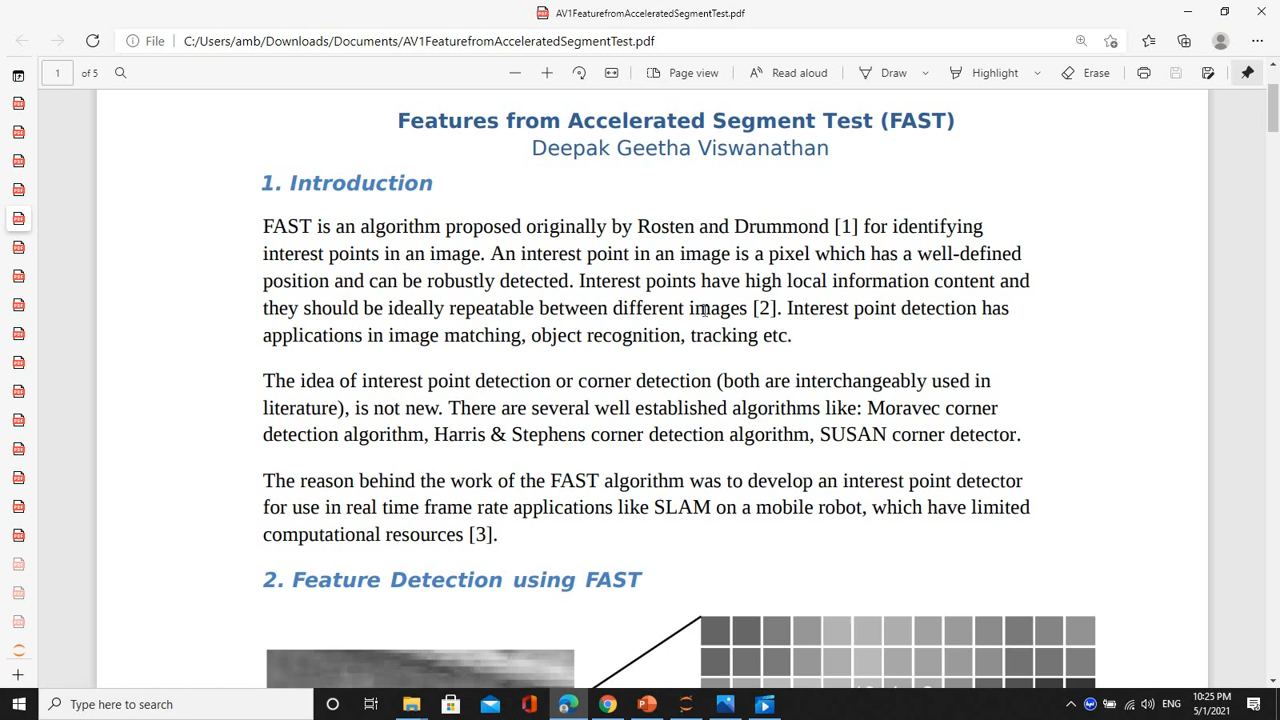 AV1FeaturefromAcceleratedSegmentTest.pdf
File C:/Users/amb/Downloads/Documents/AV1FeaturefromAcceleratedSegmentTest.pdf
1 of 5 Page view Read aloud Draw Highlight Erase
Features from Accelerated Segment Test (FAST)
Deepak Geetha Viswanathan
1. Introduction
FAST is an algorithm proposed originally by Rosten and Drummond [1] for identifying
interest points in an image. An interest point in an image is a pixel which has a well-defined
position and can be robustly detected. Interest points have high local information content and
they should be ideally repeatable between different images [2]. Interest point detection has
applications in image matching, object recognition, tracking etc.
The idea of interest point detection or corner detection (both are interchangeably used in
literature), is not new. There are several well established algorithms like: Moravec corner
detection algorithm, Harris & Stephens corner detection algorithm, SUSAN corner detector.
The reason behind the work of the FAST algorithm was to develop an interest point detector
for use in real time frame rate applications like SLAM on a mobile robot, which have limited
computational resources [3].
2. Feature Detection using FAST
Type here to search
ENG
10:25 PM
5/1/2021